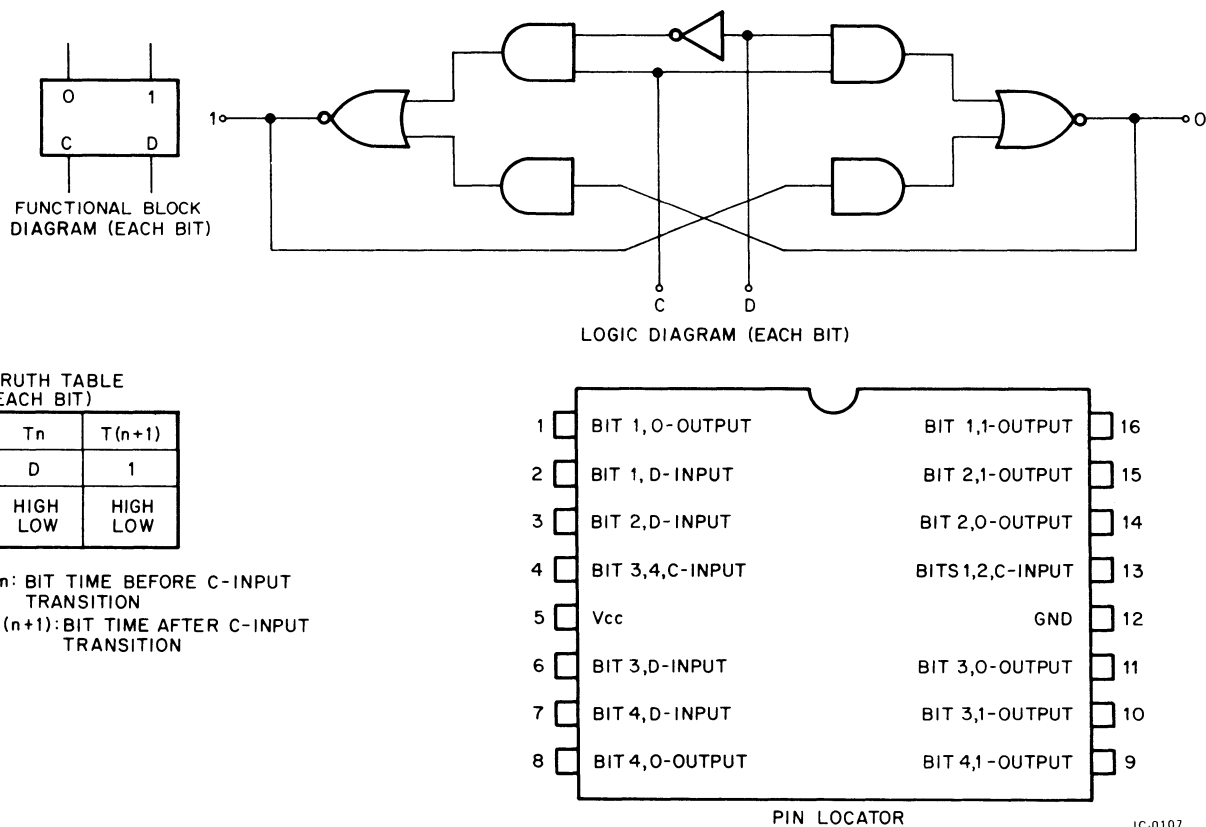 0 1
C D
FUNCTIONAL BLOCK
DIAGRAM (EACH BIT)
1
0
C D
LOGIC DIAGRAM (EACH BIT)
RUTH TABLE
EACH BIT)
Tn T(n+1)
D 1
HIGH HIGH
LOW LOW
n: BIT TIME BEFORE C-INPUT
TRANSITION
(n+1): BIT TIME AFTER C-INPUT
TRANSITION
1 BIT 1, 0-OUTPUT BIT 1,1-OUTPUT 16
2 BIT 1, D-INPUT BIT 2,1-OUTPUT 15
3 BIT 2,D-INPUT BIT 2,0-OUTPUT 14
4 BIT 3,4,C-INPUT BITS 1,2,C-INPUT 13
5 Vcc GND 12
6 BIT 3,D-INPUT BIT 3,0-OUTPUT 11
7 BIT 4,D-INPUT BIT 3,1-OUTPUT 10
8 BIT 4,0-OUTPUT BIT 4,1-OUTPUT 9
PIN LOCATOR
IC-0107